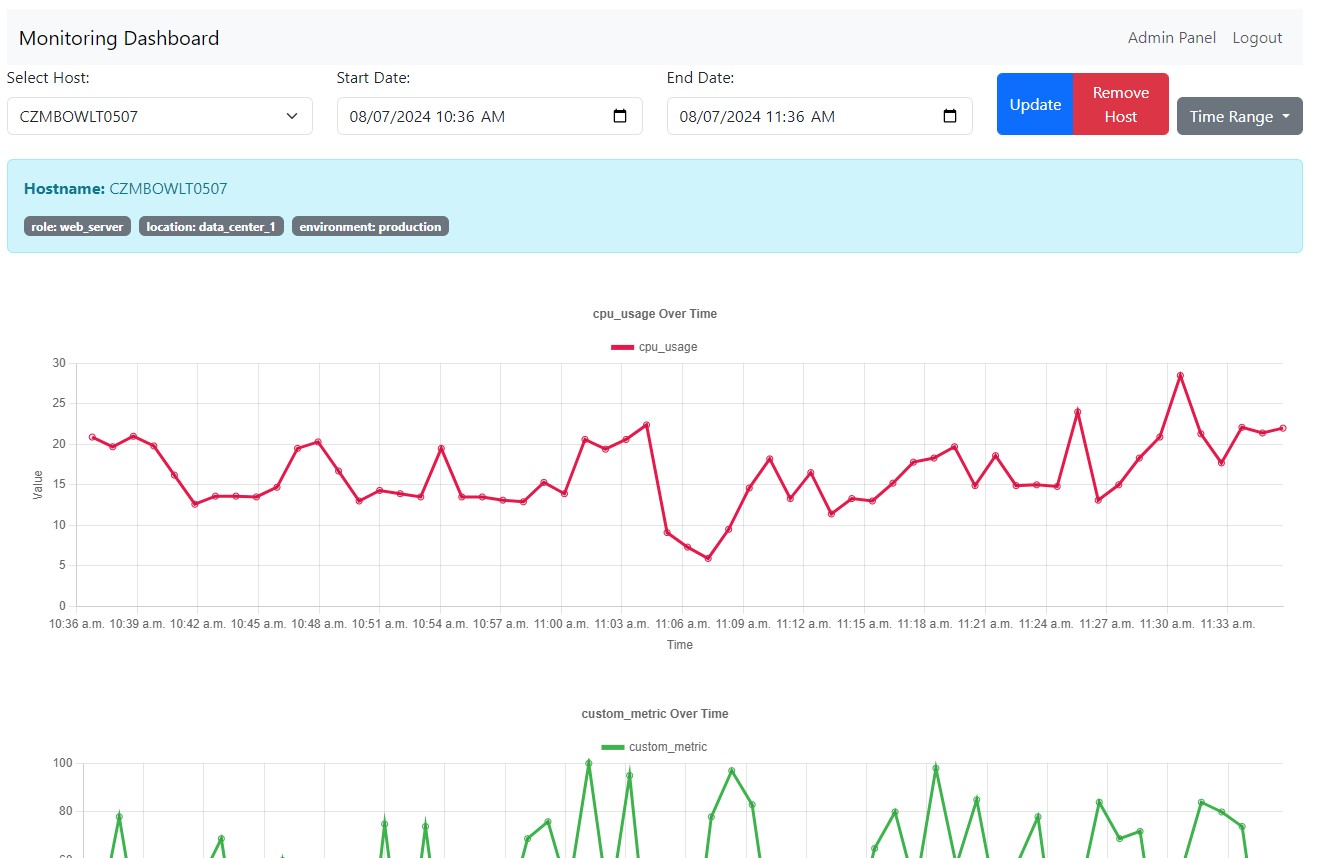 Monitoring Dashboard Admin Panel Logout
Select Host: Start Date: End Date:
CZMBOWLT0507 08/07/2024 10:36 AM 08/07/2024 11:36 AM Update Remove Host Time Range
Hostname: CZMBOWLT0507
role: web_server location: data_center_1 environment: production
cpu_usage Over Time
cpu_usage
30
25
20
15
10
5
0
Value
10:36 a.m. 10:39 a.m. 10:42 a.m. 10:45 a.m. 10:48 a.m. 10:51 a.m. 10:54 a.m. 10:57 a.m. 11:00 a.m. 11:03 a.m. 11:06 a.m. 11:09 a.m. 11:12 a.m. 11:15 a.m. 11:18 a.m. 11:21 a.m. 11:24 a.m. 11:27 a.m. 11:30 a.m. 11:33 a.m.
Time
custom_metric Over Time
custom_metric
100
80
60